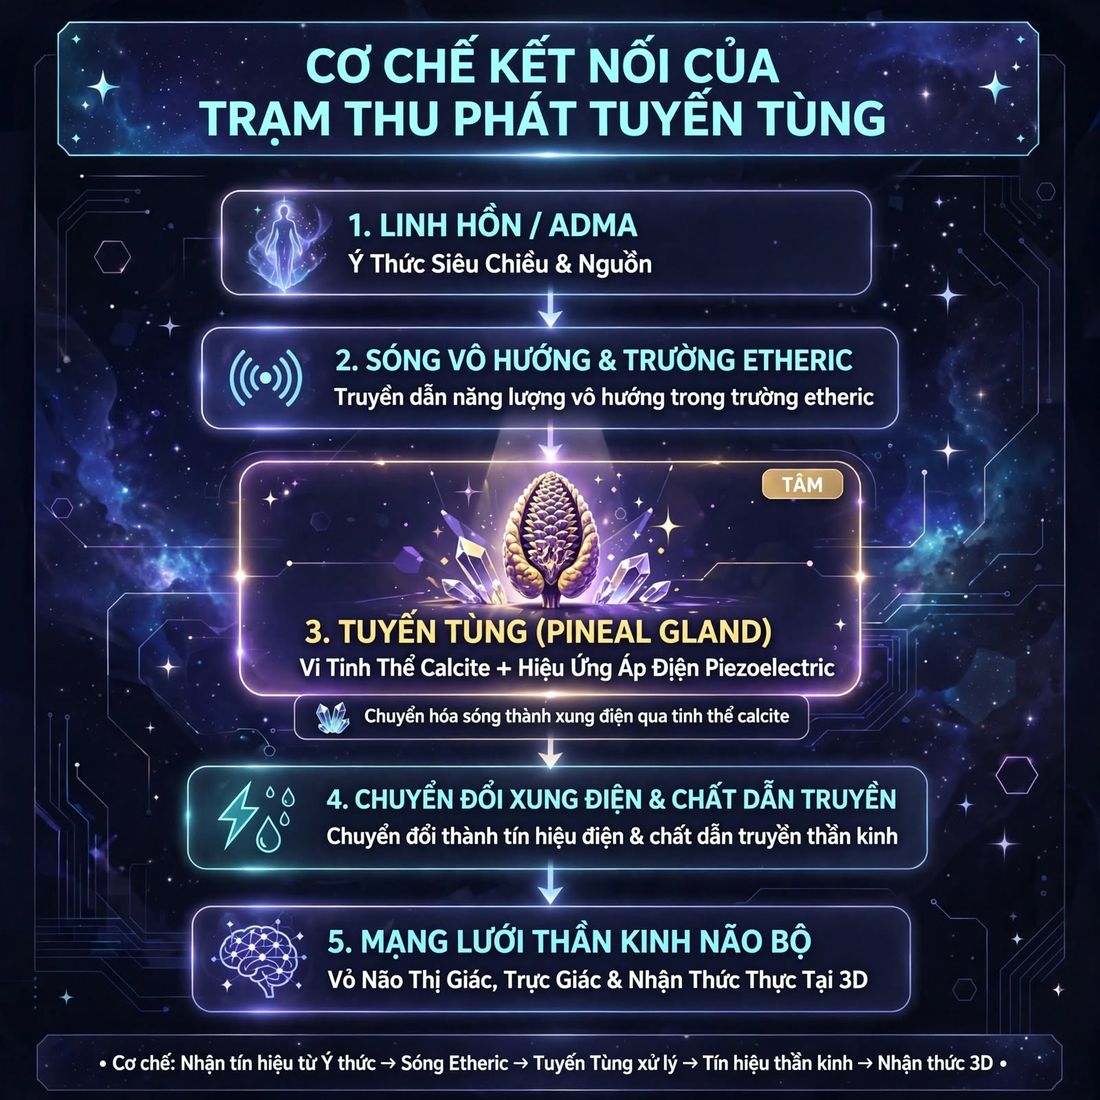 CƠ CHẾ KẾT NỐI CỦA
TRẠM THU PHÁT TUYẾN TÙNG
1. LINH HỒN / ADMA
Ý Thức Siêu Chiều & Nguồn
2. SÓNG VÔ HƯỚNG & TRƯỜNG ETHERIC
Truyền dẫn năng lượng vô hướng trong trường etheric
TÂM
3. TUYẾN TÙNG (PINEAL GLAND)
Vi Tinh Thể Calcite + Hiệu Ứng Áp Điện Piezoelectric
Chuyển hóa sóng thành xung điện qua tinh thể calcite
4. CHUYỂN ĐỔI XUNG ĐIỆN & CHẤT DẪN TRUYỀN
Chuyển đổi thành tín hiệu điện & chất dẫn truyền thần kinh
5. MẠNG LƯỚI THẦN KINH NÃO BỘ
Vỏ Não Thị Giác, Trực Giác & Nhận Thức Thực Tại 3D
• Cơ chế: Nhận tín hiệu từ Ý thức → Sóng Etheric → Tuyến Tùng xử lý → Tín hiệu thần kinh → Nhận thức 3D •